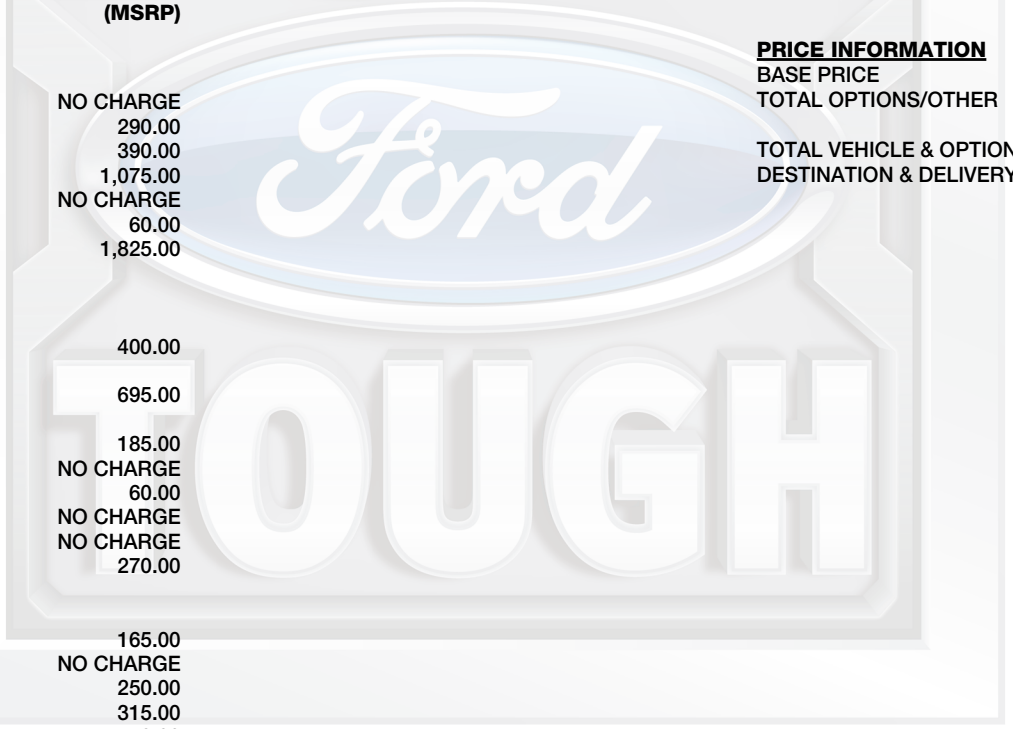 (MSRP)
NO CHARGE
290.00
390.00
1,075.00
NO CHARGE
60.00
1,825.00
400.00
695.00
185.00
NO CHARGE
60.00
NO CHARGE
NO CHARGE
270.00
165.00
NO CHARGE
250.00
315.00
PRICE INFORMATION
BASE PRICE
TOTAL OPTIONS/OTHER
TOTAL VEHICLE & OPTION
DESTINATION & DELIVERY
Ford
TOUGH